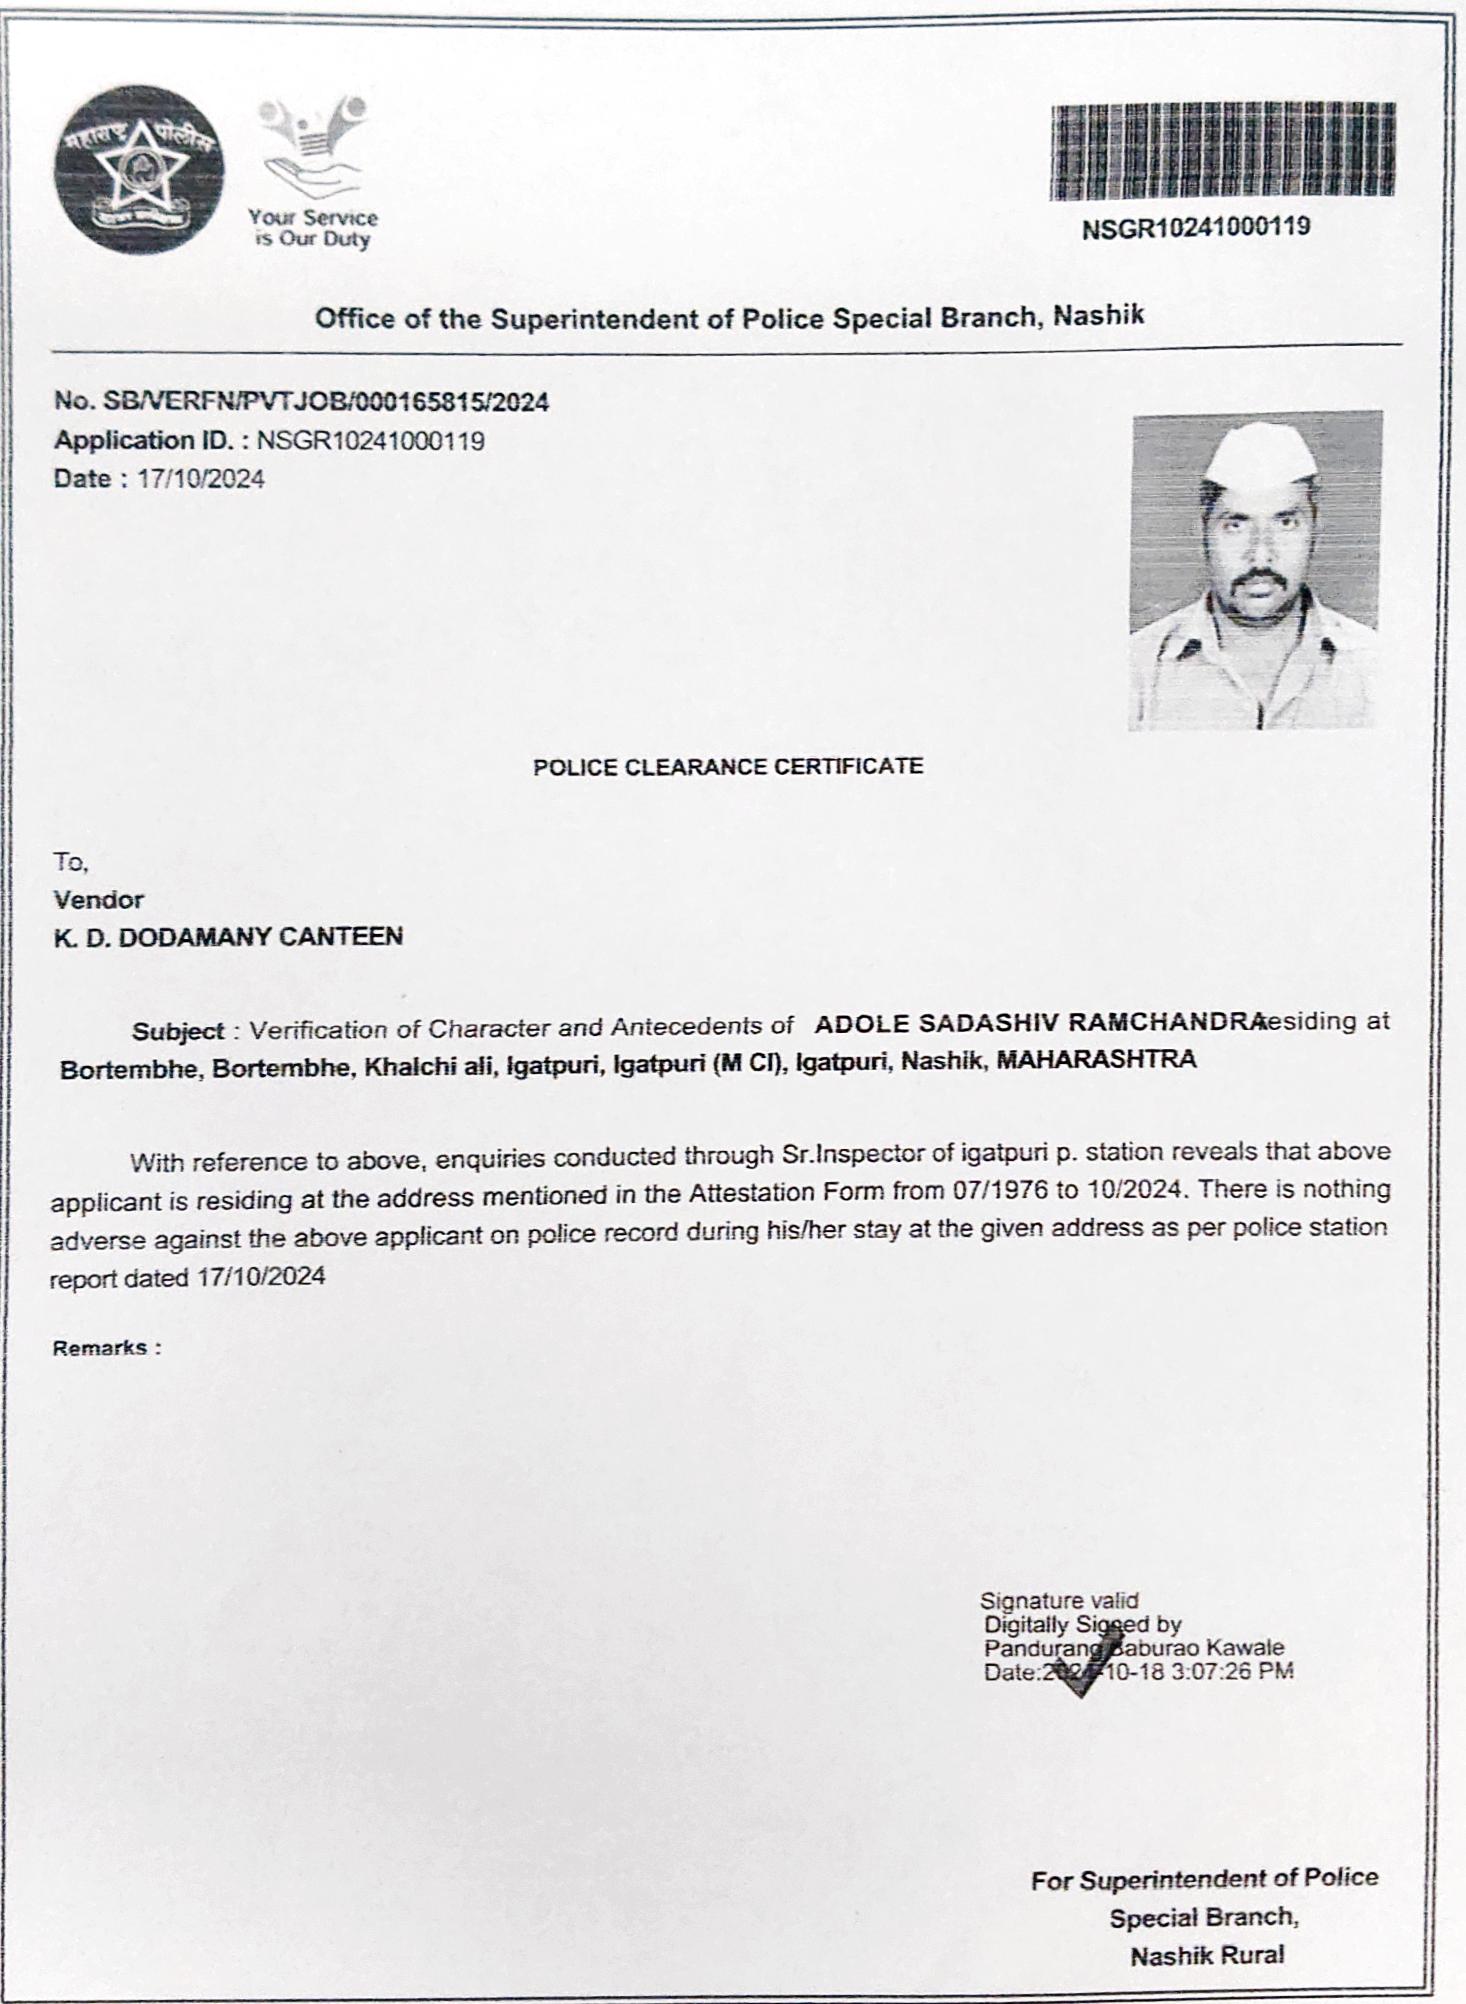 महाराष्ट्र पोलीस
Your Service
is Our Duty
NSGR10241000119
Office of the Superintendent of Police Special Branch, Nashik
No. SB/VERFN/PVTJOB/000165815/2024
Application ID. : NSGR10241000119
Date : 17/10/2024
POLICE CLEARANCE CERTIFICATE
To,
Vendor
K. D. DODAMANY CANTEEN
Subject : Verification of Character and Antecedents of ADOLE SADASHIV RAMCHANDRAesiding at
Bortembhe, Bortembhe, Khalchi ali, Igatpuri, Igatpuri (M Cl), Igatpuri, Nashik, MAHARASHTRA
With reference to above, enquiries conducted through Sr.Inspector of igatpuri p. station reveals that above
applicant is residing at the address mentioned in the Attestation Form from 07/1976 to 10/2024. There is nothing
adverse against the above applicant on police record during his/her stay at the given address as per police station
report dated 17/10/2024
Remarks :
Signature valid
Digitally Signed by
Pandurang Baburao Kawale
Date:2024-10-18 3:07:26 PM
For Superintendent of Police
Special Branch,
Nashik Rural